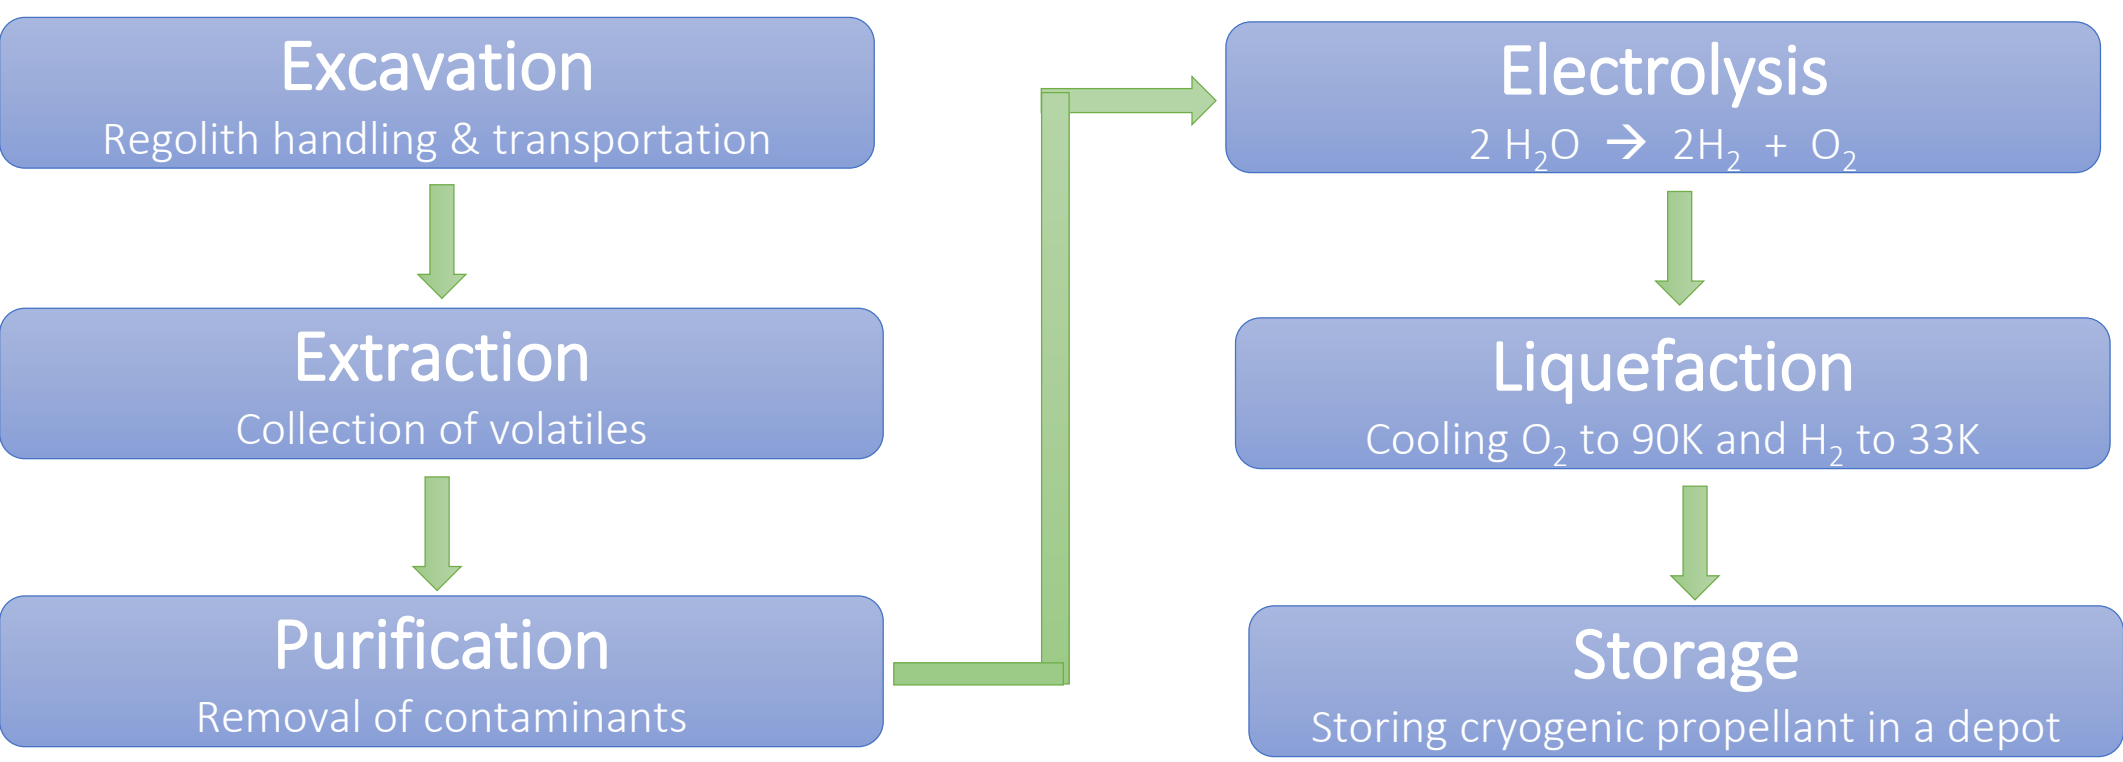 Excavation
Regolith handling & transportation
Extraction
Collection of volatiles
Purification
Removal of contaminants
Electrolysis
2 H₂O → 2H₂ + O₂
Liquefaction
Cooling O₂ to 90K and H₂ to 33K
Storage
Storing cryogenic propellant in a depot